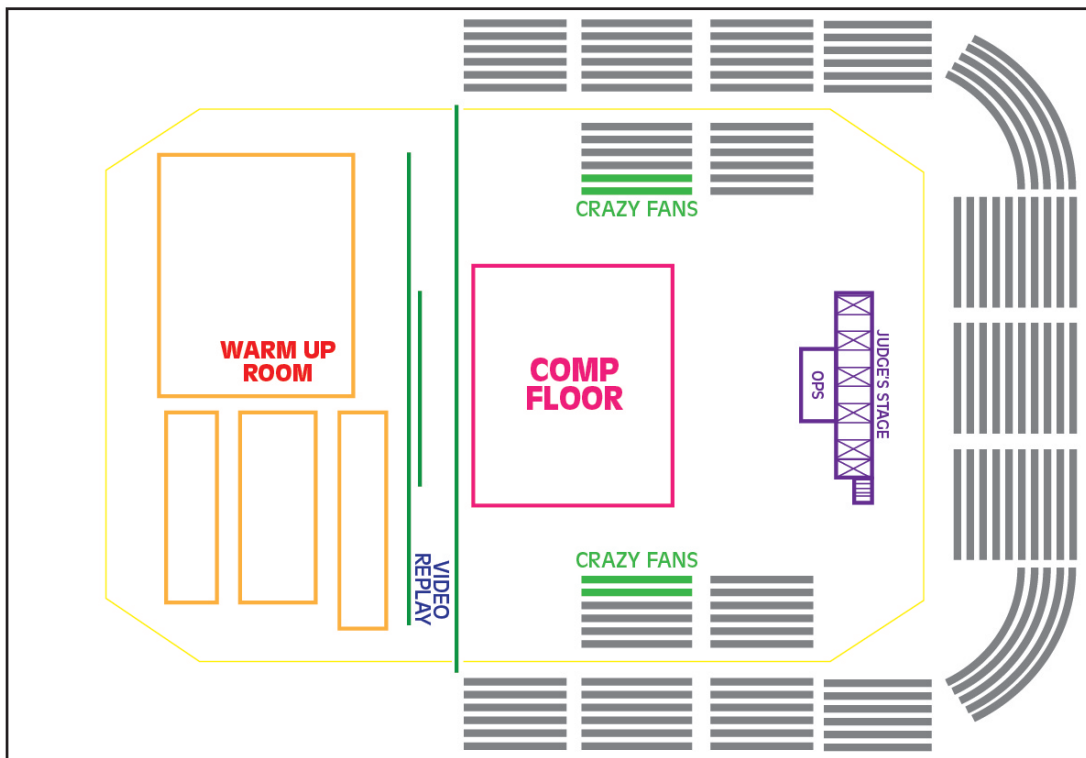 CRAZY FANS
WARM UP
ROOM
COMP
FLOOR
OPS
JUDGE'S STAGE
VIDEO
REPLAY
CRAZY FANS